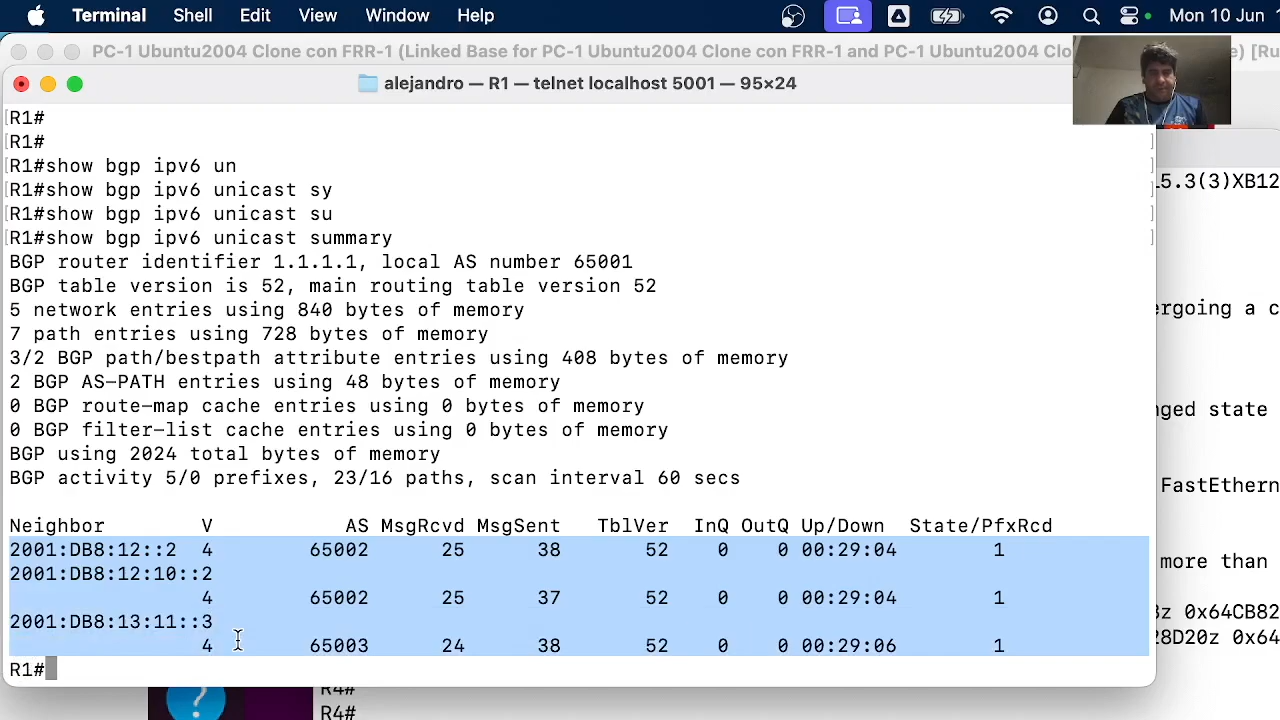 Terminal Shell Edit View Window Help Mon 10 Jun
PC-1 Ubuntu2004 Clone con FRR-1 (Linked Base for PC-1 Ubuntu2004 Clone con FRR-1 and PC-1 Ubuntu2004 Clo e) [Ru
alejandro — R1 — telnet localhost 5001 — 95×24
R1#
R1#
R1#show bgp ipv6 un
R1#show bgp ipv6 unicast sy
R1#show bgp ipv6 unicast su
R1#show bgp ipv6 unicast summary
BGP router identifier 1.1.1.1, local AS number 65001
BGP table version is 52, main routing table version 52
5 network entries using 840 bytes of memory
7 path entries using 728 bytes of memory
3/2 BGP path/bestpath attribute entries using 408 bytes of memory
2 BGP AS-PATH entries using 48 bytes of memory
0 BGP route-map cache entries using 0 bytes of memory
0 BGP filter-list cache entries using 0 bytes of memory
BGP using 2024 total bytes of memory
BGP activity 5/0 prefixes, 23/16 paths, scan interval 60 secs
Neighbor V AS MsgRcvd MsgSent TblVer InQ OutQ Up/Down State/PfxRcd
2001:DB8:12::2 4 65002 25 38 52 0 0 00:29:04 1
2001:DB8:12:10::2
4 65002 25 37 52 0 0 00:29:04 1
2001:DB8:13:11::3
4 65003 24 38 52 0 0 00:29:06 1
R1#
15.3(3)XB12
ergoing a c
nged state
FastEthern
more than
8z 0x64CB82
28D20z 0x64
R4#
R4#